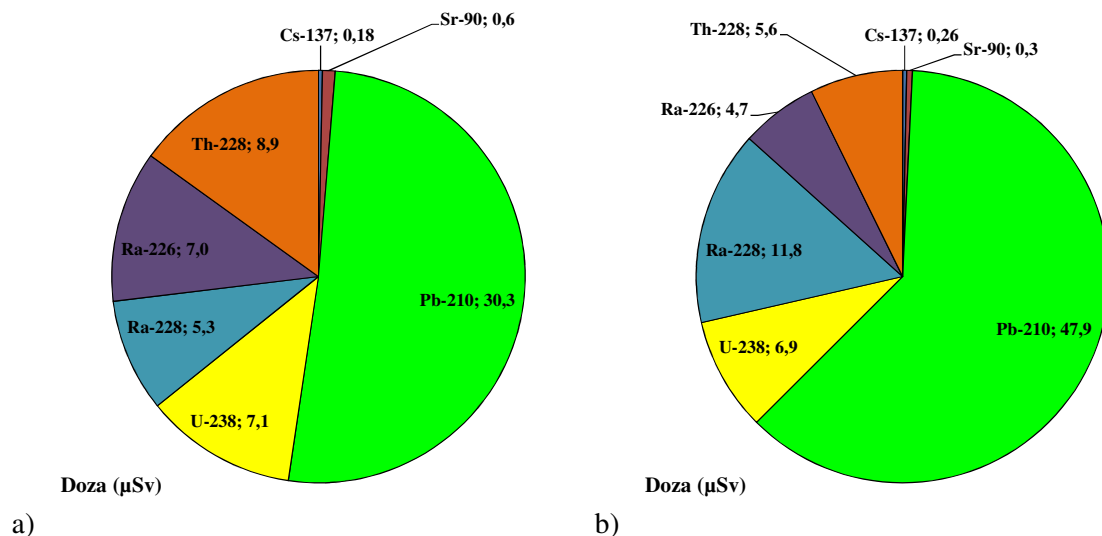 Sr-90; 0,6
Cs-137; 0,18
Th-228; 8,9
Ra-226; 7,0
Pb-210; 30,3
Ra-228; 5,3
U-238; 7,1
Doza (µSv)
a)
Th-228; 5,6
Cs-137; 0,26
Sr-90; 0,3
Ra-226; 4,7
Ra-228; 11,8
Pb-210; 47,9
U-238; 6,9
Doza (µSv)
b)